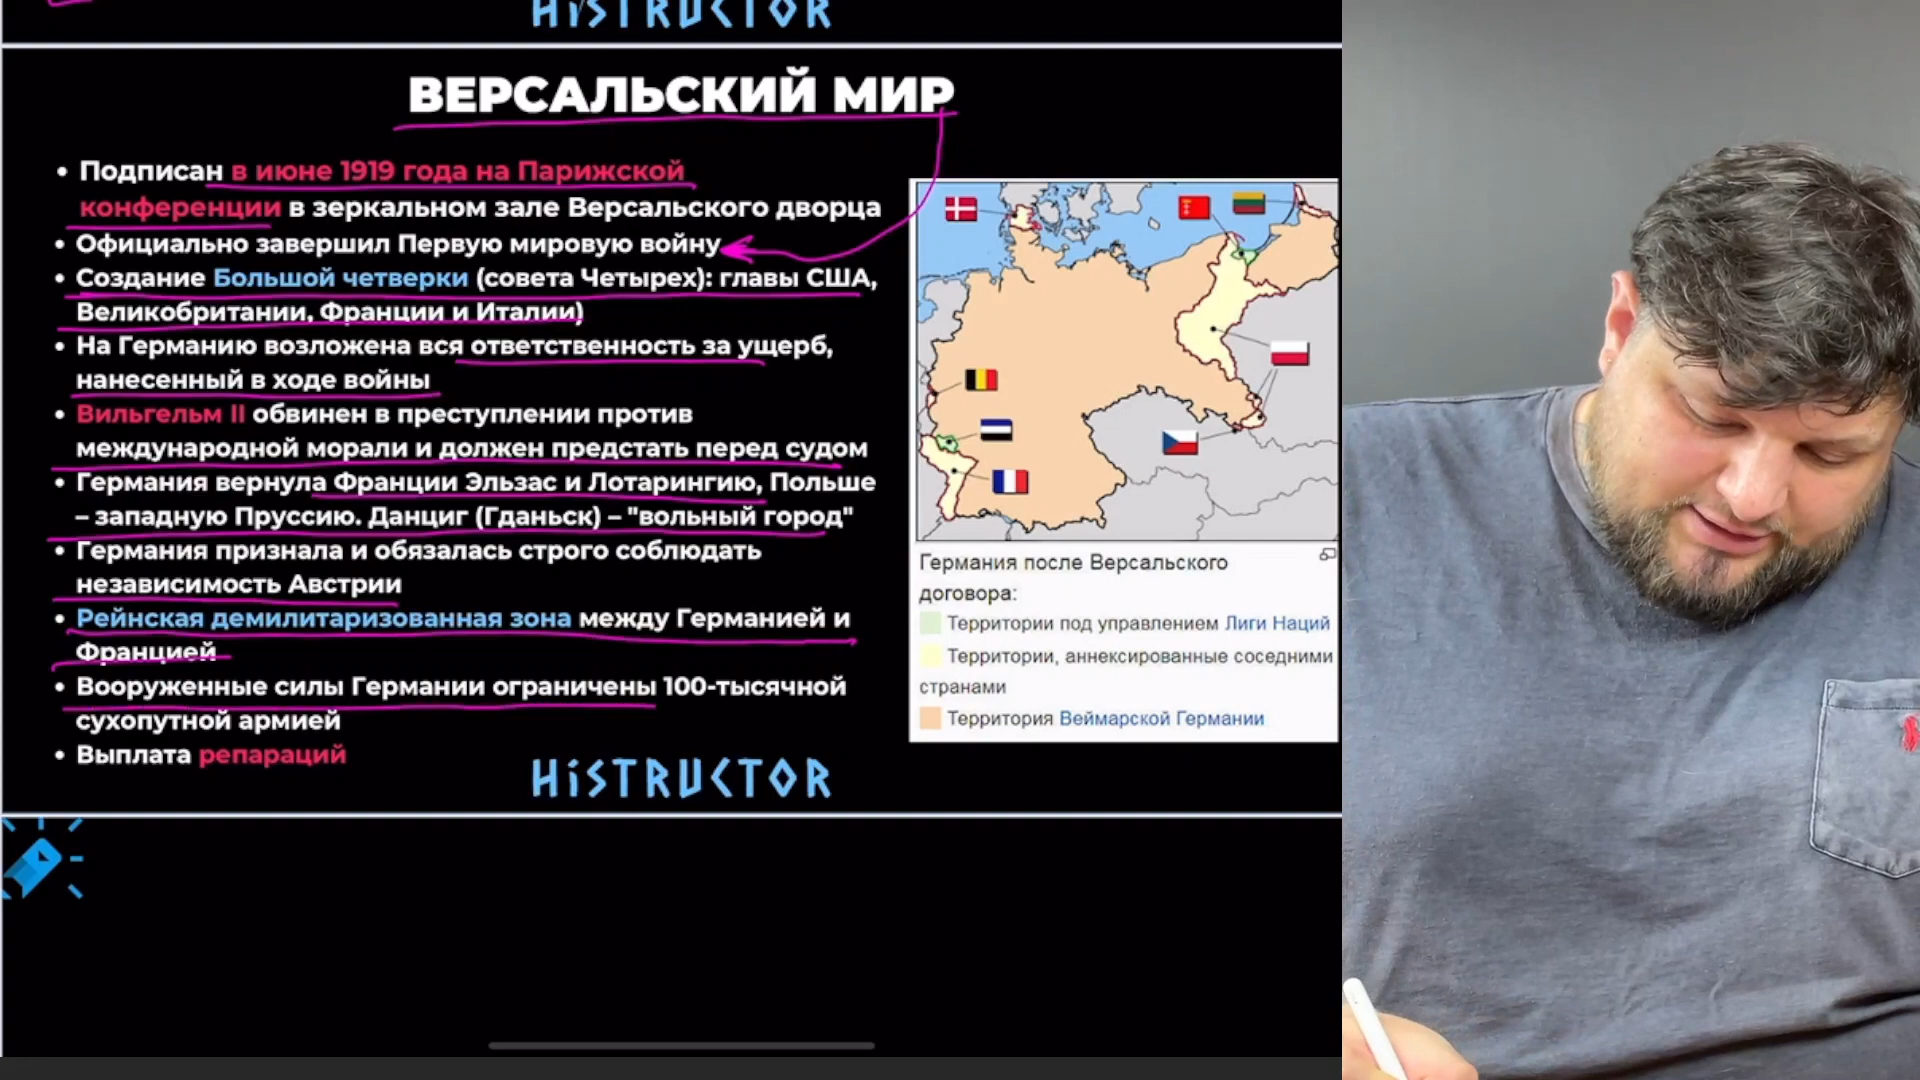 HiSTRUCTOR
ВЕРСАЛЬСКИЙ МИР
• Подписан в июне 1919 года на Парижской
конференции в зеркальном зале Версальского дворца
• Официально завершил Первую мировую войну
• Создание Большой четверки (совета Четырех): главы США,
Великобритании, Франции и Италии)
• На Германию возложена вся ответственность за ущерб,
нанесенный в ходе войны
• Вильгельм II обвинен в преступлении против
международной морали и должен предстать перед судом
• Германия вернула Франции Эльзас и Лотарингию, Польше
– западную Пруссию. Данциг (Гданьск) – "вольный город"
• Германия признала и обязалась строго соблюдать
независимость Австрии
• Рейнская демилитаризованная зона между Германией и
Францией
• Вооруженные силы Германии ограничены 100-тысячной
сухопутной армией
• Выплата репараций
Германия после Версальского
договора:
Территории под управлением Лиги Наций
Территории, аннексированные соседними
странами
Территория Веймарской Германии
HiSTRUCTOR